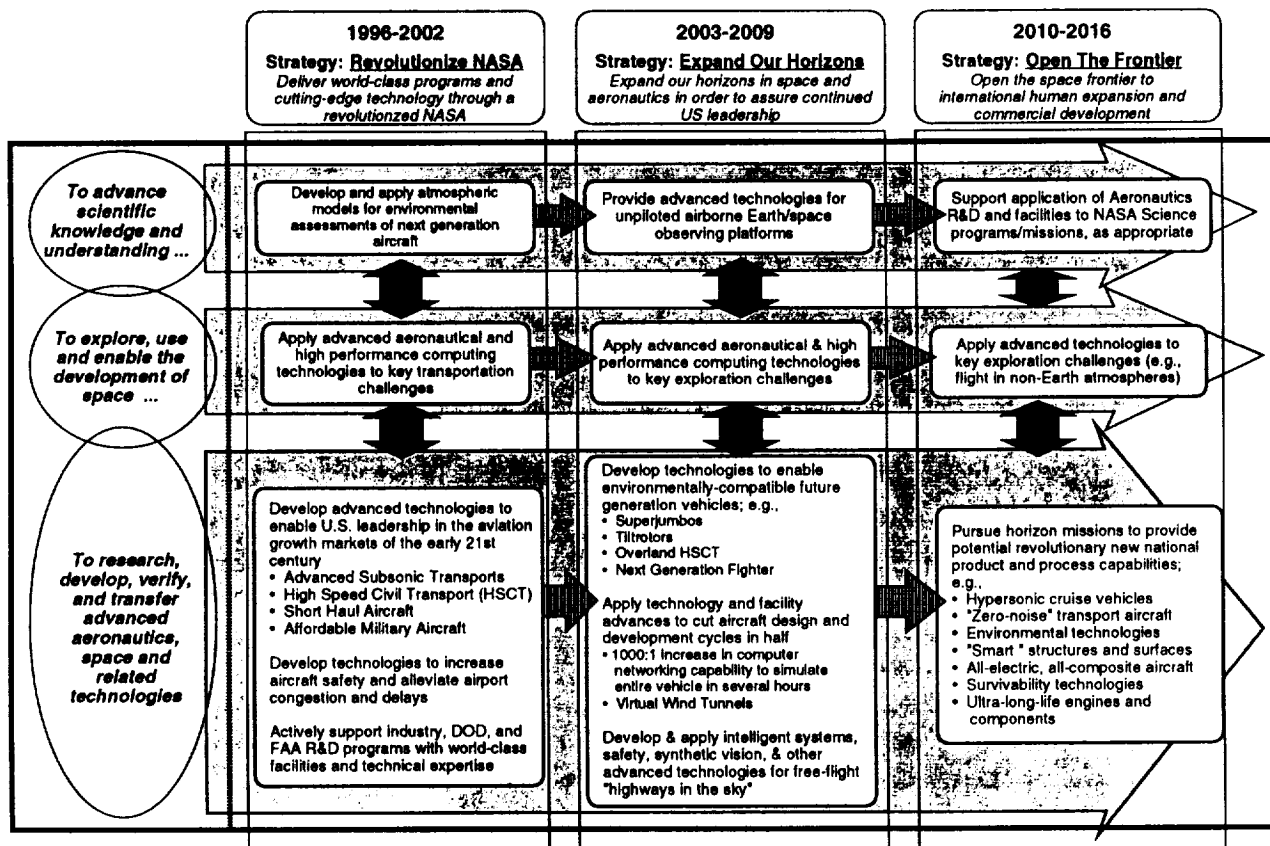 1996-2002
Strategy: Revolutionize NASA
Deliver world-class programs and
cutting-edge technology through a
revolutionzed NASA
2003-2009
Strategy: Expand Our Horizons
Expand our horizons in space and
aeronautics in order to assure continued
US leadership
2010-2016
Strategy: Open The Frontier
Open the space frontier to
international human expansion and
commercial development
To advance
scientific
knowledge and
understanding ...
Develop and apply atmospheric
models for environmental
assessments of next generation
aircraft
Provide advanced technologies for
unpiloted airborne Earth/space
observing platforms
Support application of Aeronautics
R&D and facilities to NASA Science
programs/missions, as appropriate
To explore, use
and enable the
development of
space ...
Apply advanced aeronautical and
high performance computing
technologies to key transportation
challenges
Apply advanced aeronautical & high
performance computing technologies
to key exploration challenges
Apply advanced technologies to
key exploration challenges (e.g.,
flight in non-Earth atmospheres)
To research,
develop, verify,
and transfer
advanced
aeronautics,
space and
related
technologies
Develop advanced technologies to
enable U.S. leadership in the aviation
growth markets of the early 21st
century
• Advanced Subsonic Transports
• High Speed Civil Transport (HSCT)
• Short Haul Aircraft
• Affordable Military Aircraft
Develop technologies to increase
aircraft safety and alleviate airport
congestion and delays
Actively support industry, DOD, and
FAA R&D programs with world-class
facilities and technical expertise
Develop technologies to enable
environmentally-compatible future
generation vehicles; e.g.,
• Superjumbos
• Tiltrotors
• Overland HSCT
• Next Generation Fighter
Apply technology and facility
advances to cut aircraft design and
development cycles in half
• 1000:1 increase in computer
networking capability to simulate
entire vehicle in several hours
• Virtual Wind Tunnels
Develop & apply intelligent systems,
safety, synthetic vision, & other
advanced technologies for free-flight
"highways in the sky"
Pursue horizon missions to provide
potential revolutionary new national
product and process capabilities;
e.g.,
• Hypersonic cruise vehicles
• "Zero-noise" transport aircraft
• Environmental technologies
• "Smart " structures and surfaces
• All-electric, all-composite aircraft
• Survivability technologies
• Ultra-long-life engines and
components